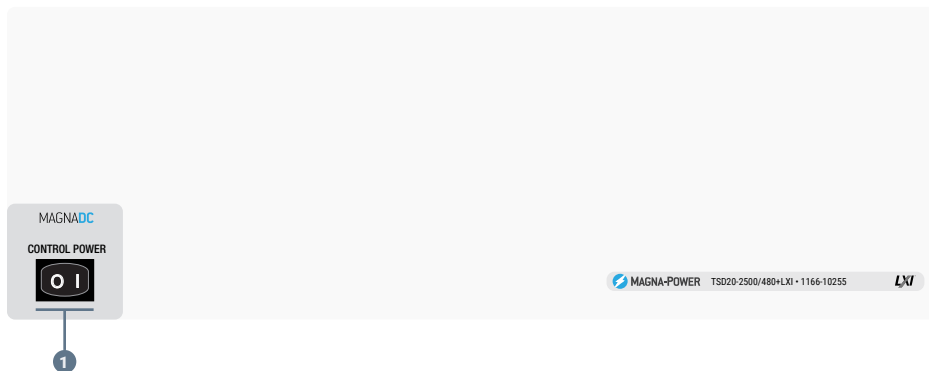 MAGNADC
CONTROL POWER
O I
MAGNA-POWER TSD20-2500/480+LXI • 1166-10255 LXI
1